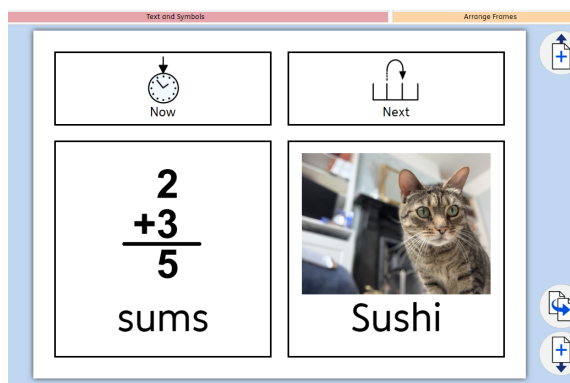 Text and Symbols
Arrange Frames
Now
Next
2
+3
5
sums
Sushi